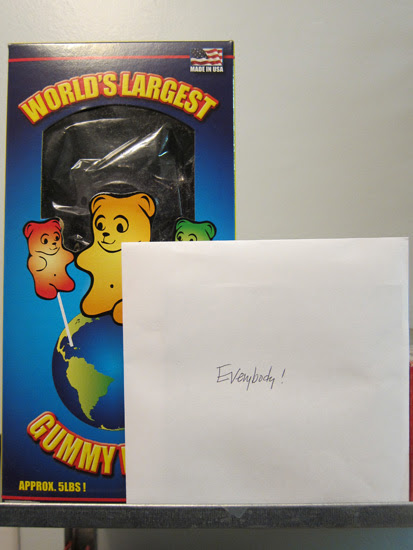 MADE IN USA
WORLD'S LARGEST
Everybody!
GUMMY
APPROX. 5LBS!